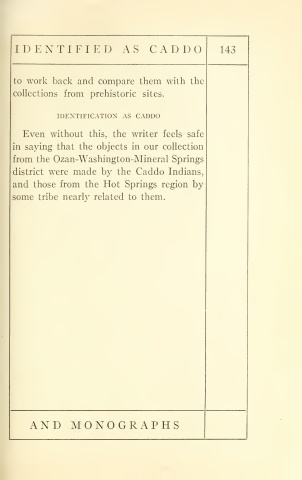 IDENTIFIED AS CADDO 143
to work back and compare them with the
collections from prehistoric sites.
IDENTIFICATION AS CADDO
Even without this, the writer feels safe
in saying that the objects in our collection
from the Ozan-Washington-Mineral Springs
district were made by the Caddo Indians,
and those from the Hot Springs region by
some tribe nearly related to them.
AND MONOGRAPHS